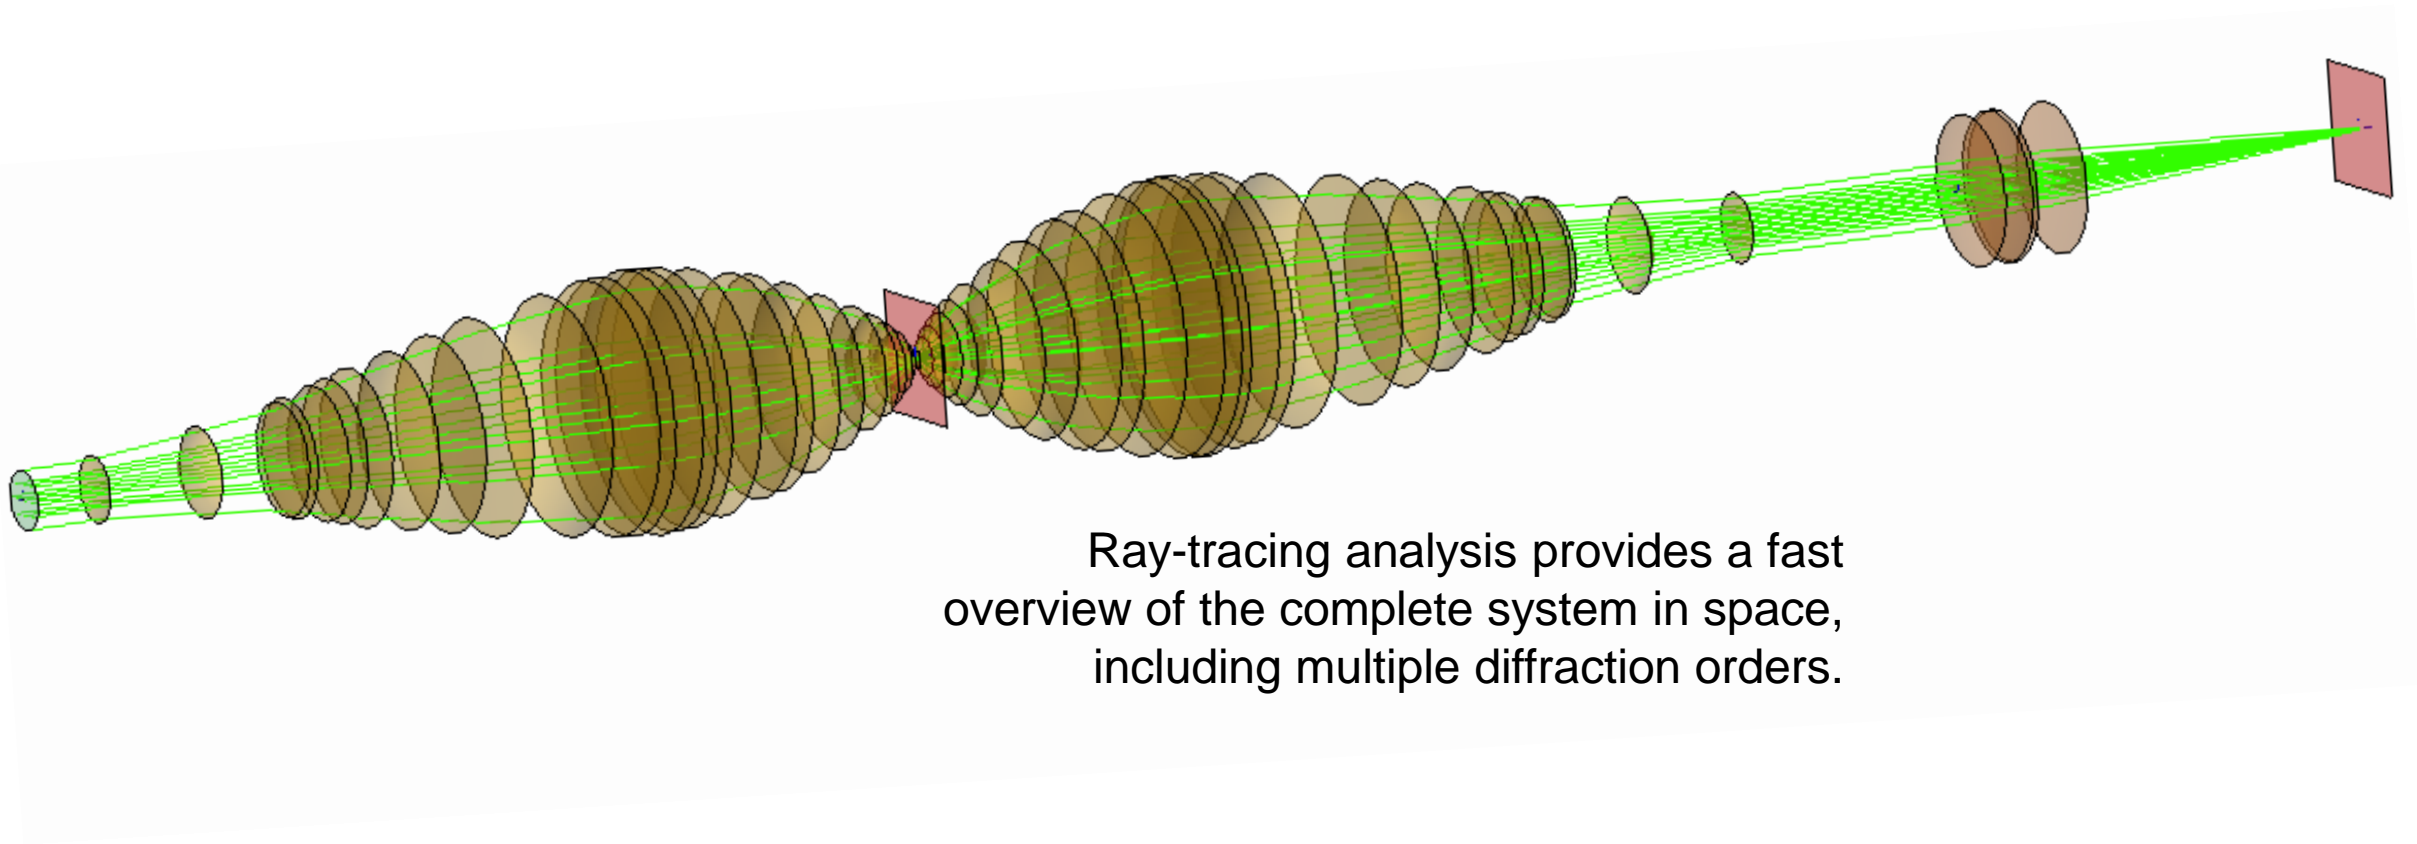 Ray-tracing analysis provides a fast
overview of the complete system in space,
including multiple diffraction orders.